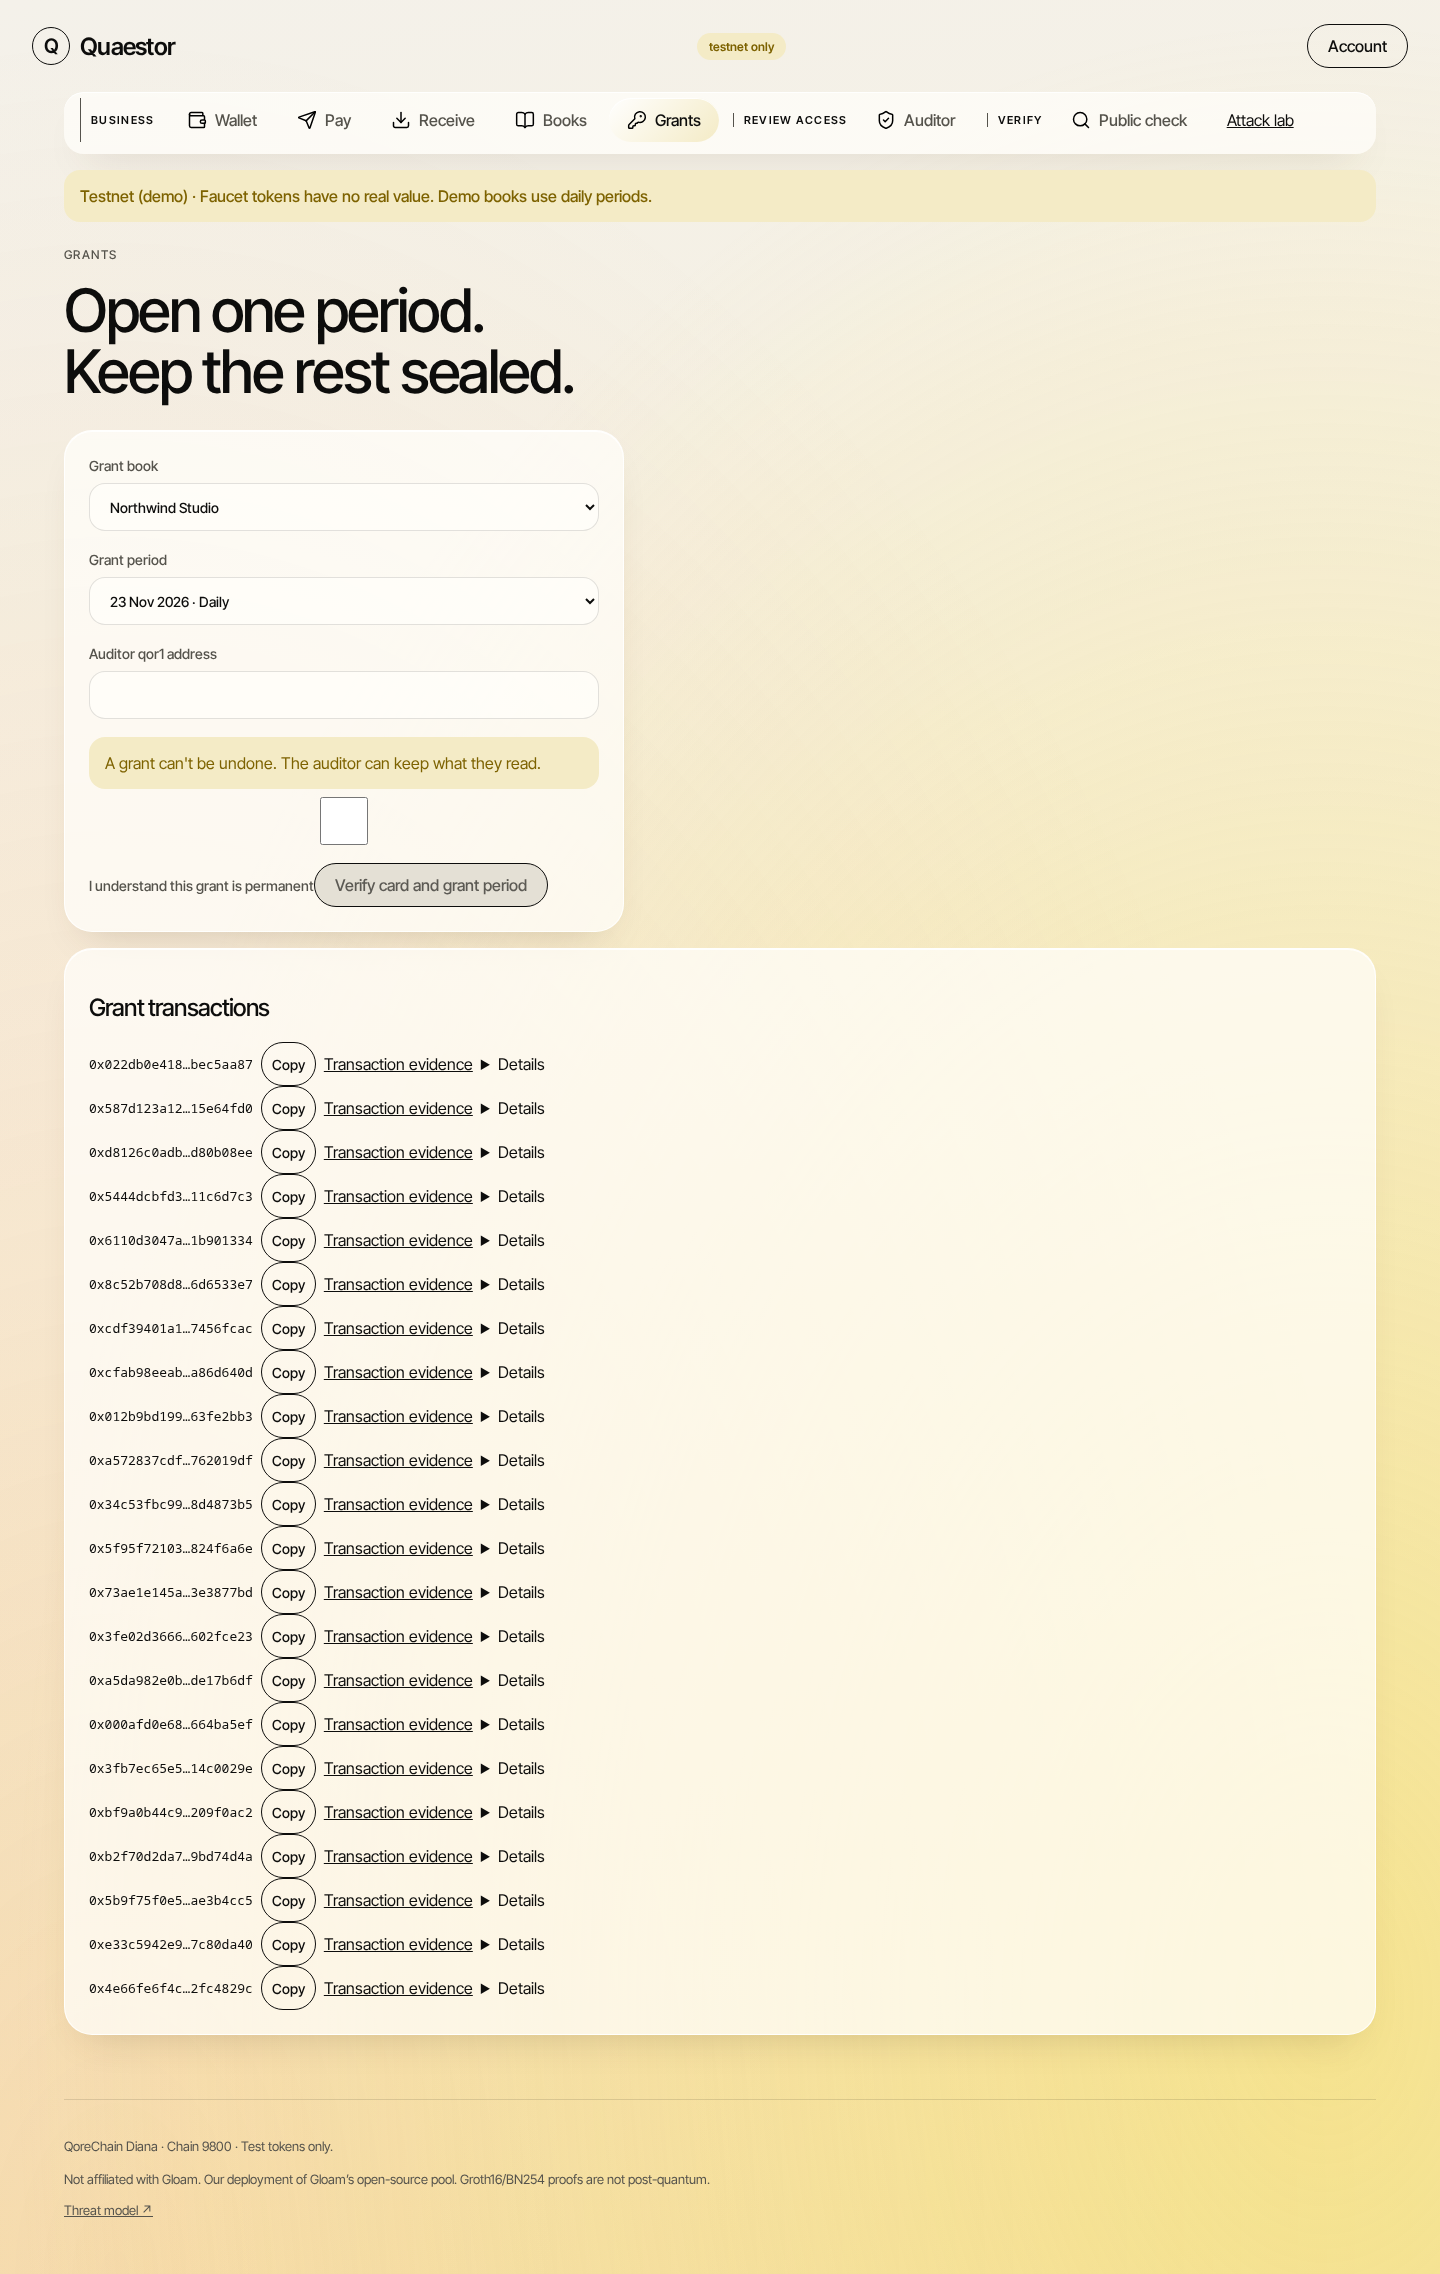 Q Quaestor
testnet only
Account
BUSINESS Wallet Pay Receive Books Grants REVIEW ACCESS Auditor VERIFY Public check Attack lab
Testnet (demo) · Faucet tokens have no real value. Demo books use daily periods.
GRANTS
Open one period.
Keep the rest sealed.
Grant book
Northwind Studio
Grant period
23 Nov 2026 · Daily
Auditor qor1 address
A grant can't be undone. The auditor can keep what they read.
I understand this grant is permanent Verify card and grant period
Grant transactions
0x022db0e418…bec5aa87 Copy Transaction evidence ▶ Details
0x587d123a12…15e64fd0 Copy Transaction evidence ▶ Details
0xd8126c0adb…d80b08ee Copy Transaction evidence ▶ Details
0x5444dcbfd3…11c6d7c3 Copy Transaction evidence ▶ Details
0x6110d3047a…1b901334 Copy Transaction evidence ▶ Details
0x8c52b708d8…6d6533e7 Copy Transaction evidence ▶ Details
0xcdf39401a1…7456fcac Copy Transaction evidence ▶ Details
0xcfab98eeab…a86d640d Copy Transaction evidence ▶ Details
0x012b9bd199…63fe2bb3 Copy Transaction evidence ▶ Details
0xa572837cdf…762019df Copy Transaction evidence ▶ Details
0x34c53fbc99…8d4873b5 Copy Transaction evidence ▶ Details
0x5f95f72103…824f6a6e Copy Transaction evidence ▶ Details
0x73ae1e145a…3e3877bd Copy Transaction evidence ▶ Details
0x3fe02d3666…602fce23 Copy Transaction evidence ▶ Details
0xa5da982e0b…de17b6df Copy Transaction evidence ▶ Details
0x000afd0e68…664ba5ef Copy Transaction evidence ▶ Details
0x3fb7ec65e5…14c0029e Copy Transaction evidence ▶ Details
0xbf9a0b44c9…209f0ac2 Copy Transaction evidence ▶ Details
0xb2f70d2da7…9bd74d4a Copy Transaction evidence ▶ Details
0x5b9f75f0e5…ae3b4cc5 Copy Transaction evidence ▶ Details
0xe33c5942e9…7c80da40 Copy Transaction evidence ▶ Details
0x4e66fe6f4c…2fc4829c Copy Transaction evidence ▶ Details
QoreChain Diana · Chain 9800 · Test tokens only.
Not affiliated with Gloam. Our deployment of Gloam's open-source pool. Groth16/BN254 proofs are not post-quantum.
Threat model ↗